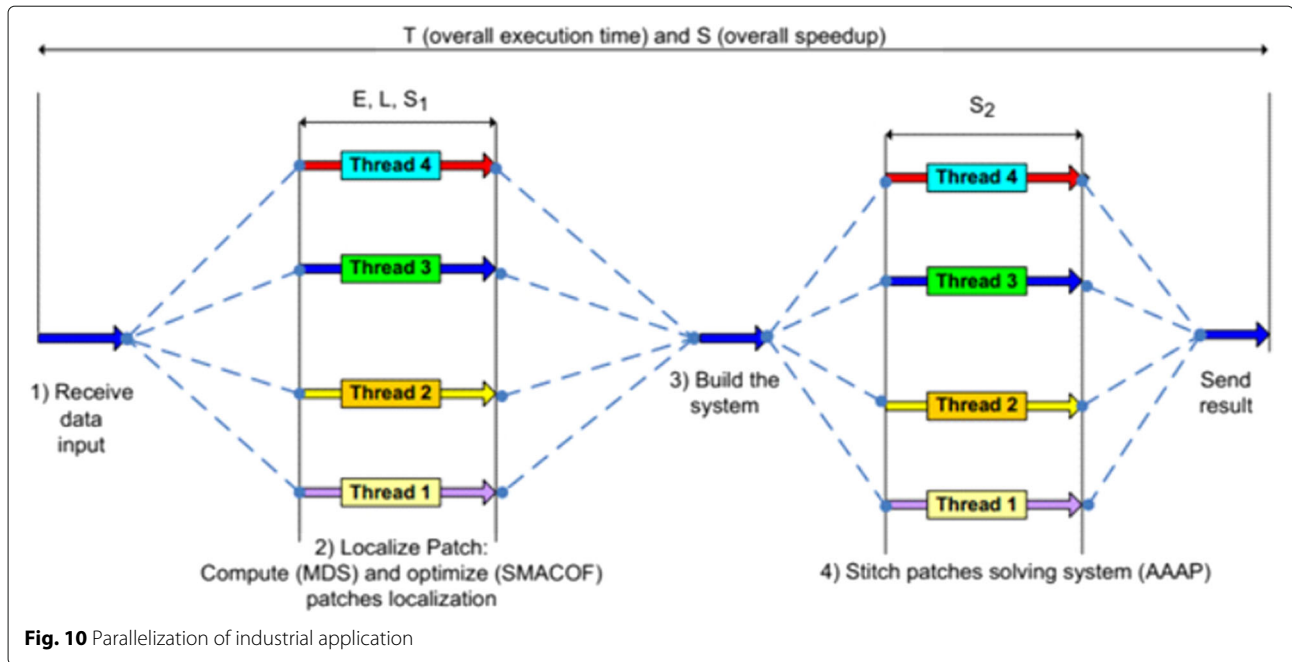 T (overall execution time) and S (overall speedup)
E, L, S1
S2
Thread 4
Thread 4
Thread 3
Thread 3
1) Receive
data
input
3) Build the
system
Send
result
Thread 2
Thread 2
Thread 1
Thread 1
2) Localize Patch:
Compute (MDS) and optimize (SMACOF)
patches localization
4) Stitch patches solving system (AAAP)
Fig. 10 Parallelization of industrial application